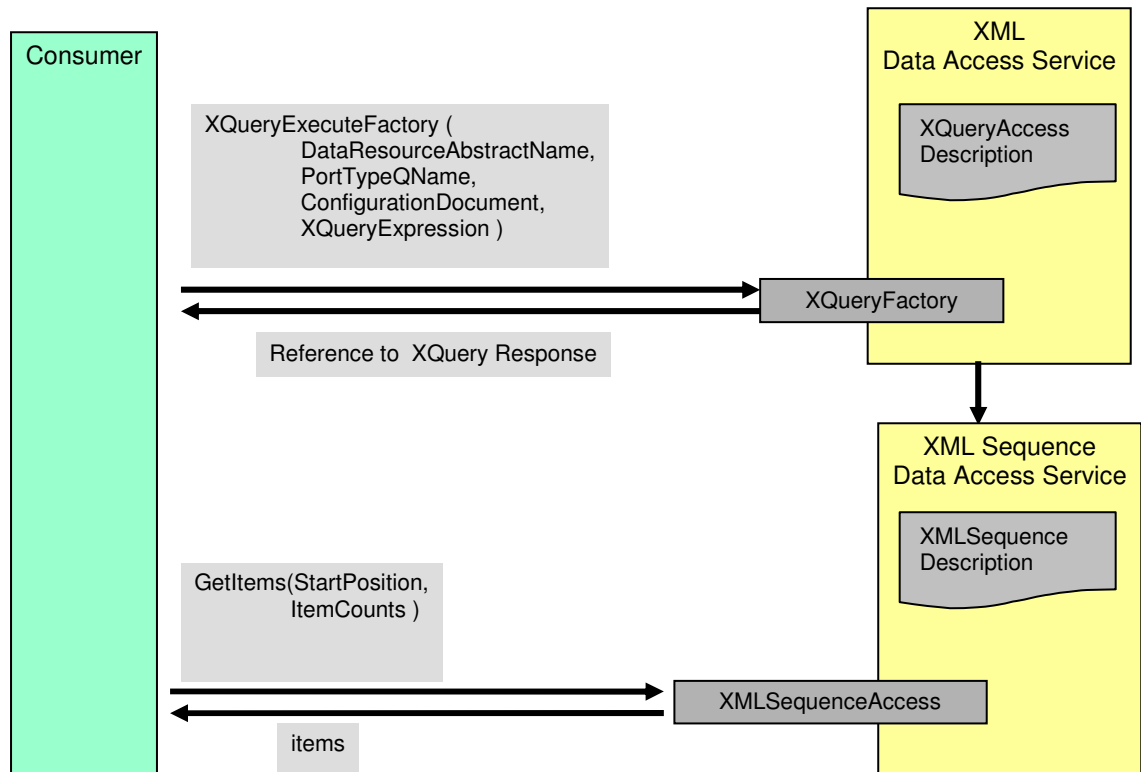 Consumer
XML
Data Access Service
XQueryExecuteFactory (
DataResourceAbstractName,
PortTypeQName,
ConfigurationDocument,
XQueryExpression )
XQueryAccess
Description
XQueryFactory
Reference to  XQuery Response
XML Sequence
Data Access Service
XMLSequence
Description
GetItems(StartPosition,
ItemCounts )
XMLSequenceAccess
items